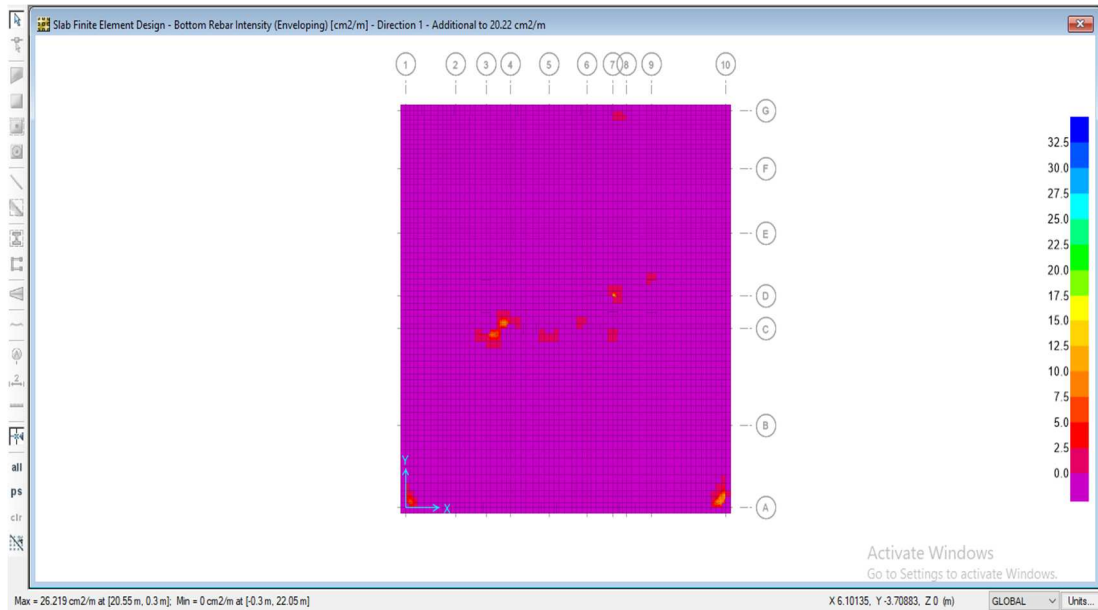 Slab Finite Element Design - Bottom Rebar Intensity (Enveloping) [cm2/m] - Direction 1 - Additional to 20.22 cm2/m
1 2 3 4 5 6 7 8 9 10
G
F
E
D
C
B
A
Y
X
32.5
30.0
27.5
25.0
22.5
20.0
17.5
15.0
12.5
10.0
7.5
5.0
2.5
0.0
2
all
ps
clr
Activate Windows
Go to Settings to activate Windows.
Max = 26.219 cm2/m at [20.55 m, 0.3 m]; Min = 0 cm2/m at [-0.3 m, 22.05 m]
X 6.10135, Y -3.70883, Z 0 (m)
GLOBAL
Units...